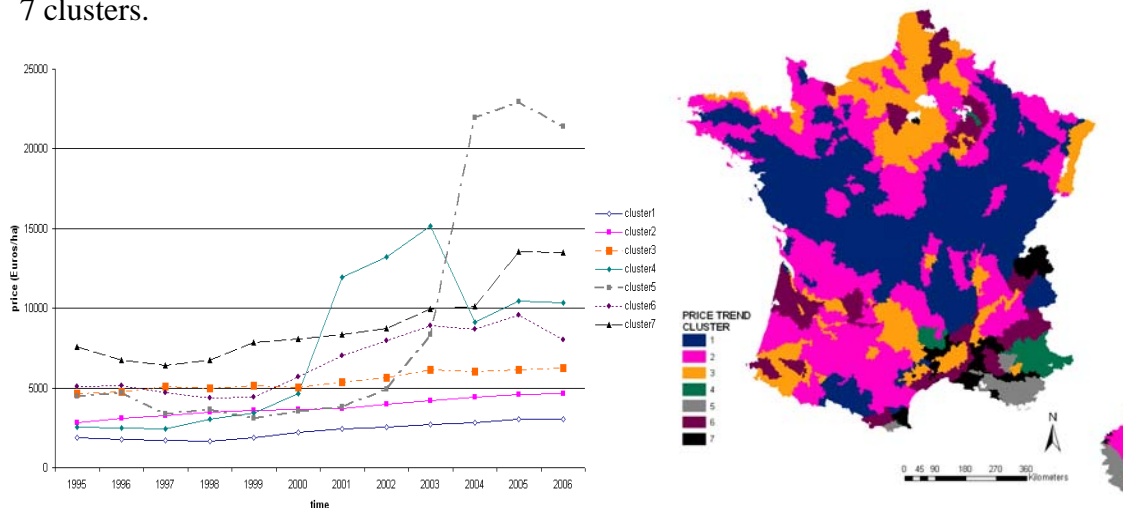 7 clusters.
25000
20000
15000
10000
5000
0
price (Euros/ha)
1995 1996 1997 1998 1999 2000 2001 2002 2003 2004 2005 2006
time
cluster1
cluster2
cluster3
cluster4
cluster5
cluster6
cluster7
PRICE TREND
CLUSTER
1
2
3
4
5
6
7
N
0 45 90 180 270 360
Kilometers